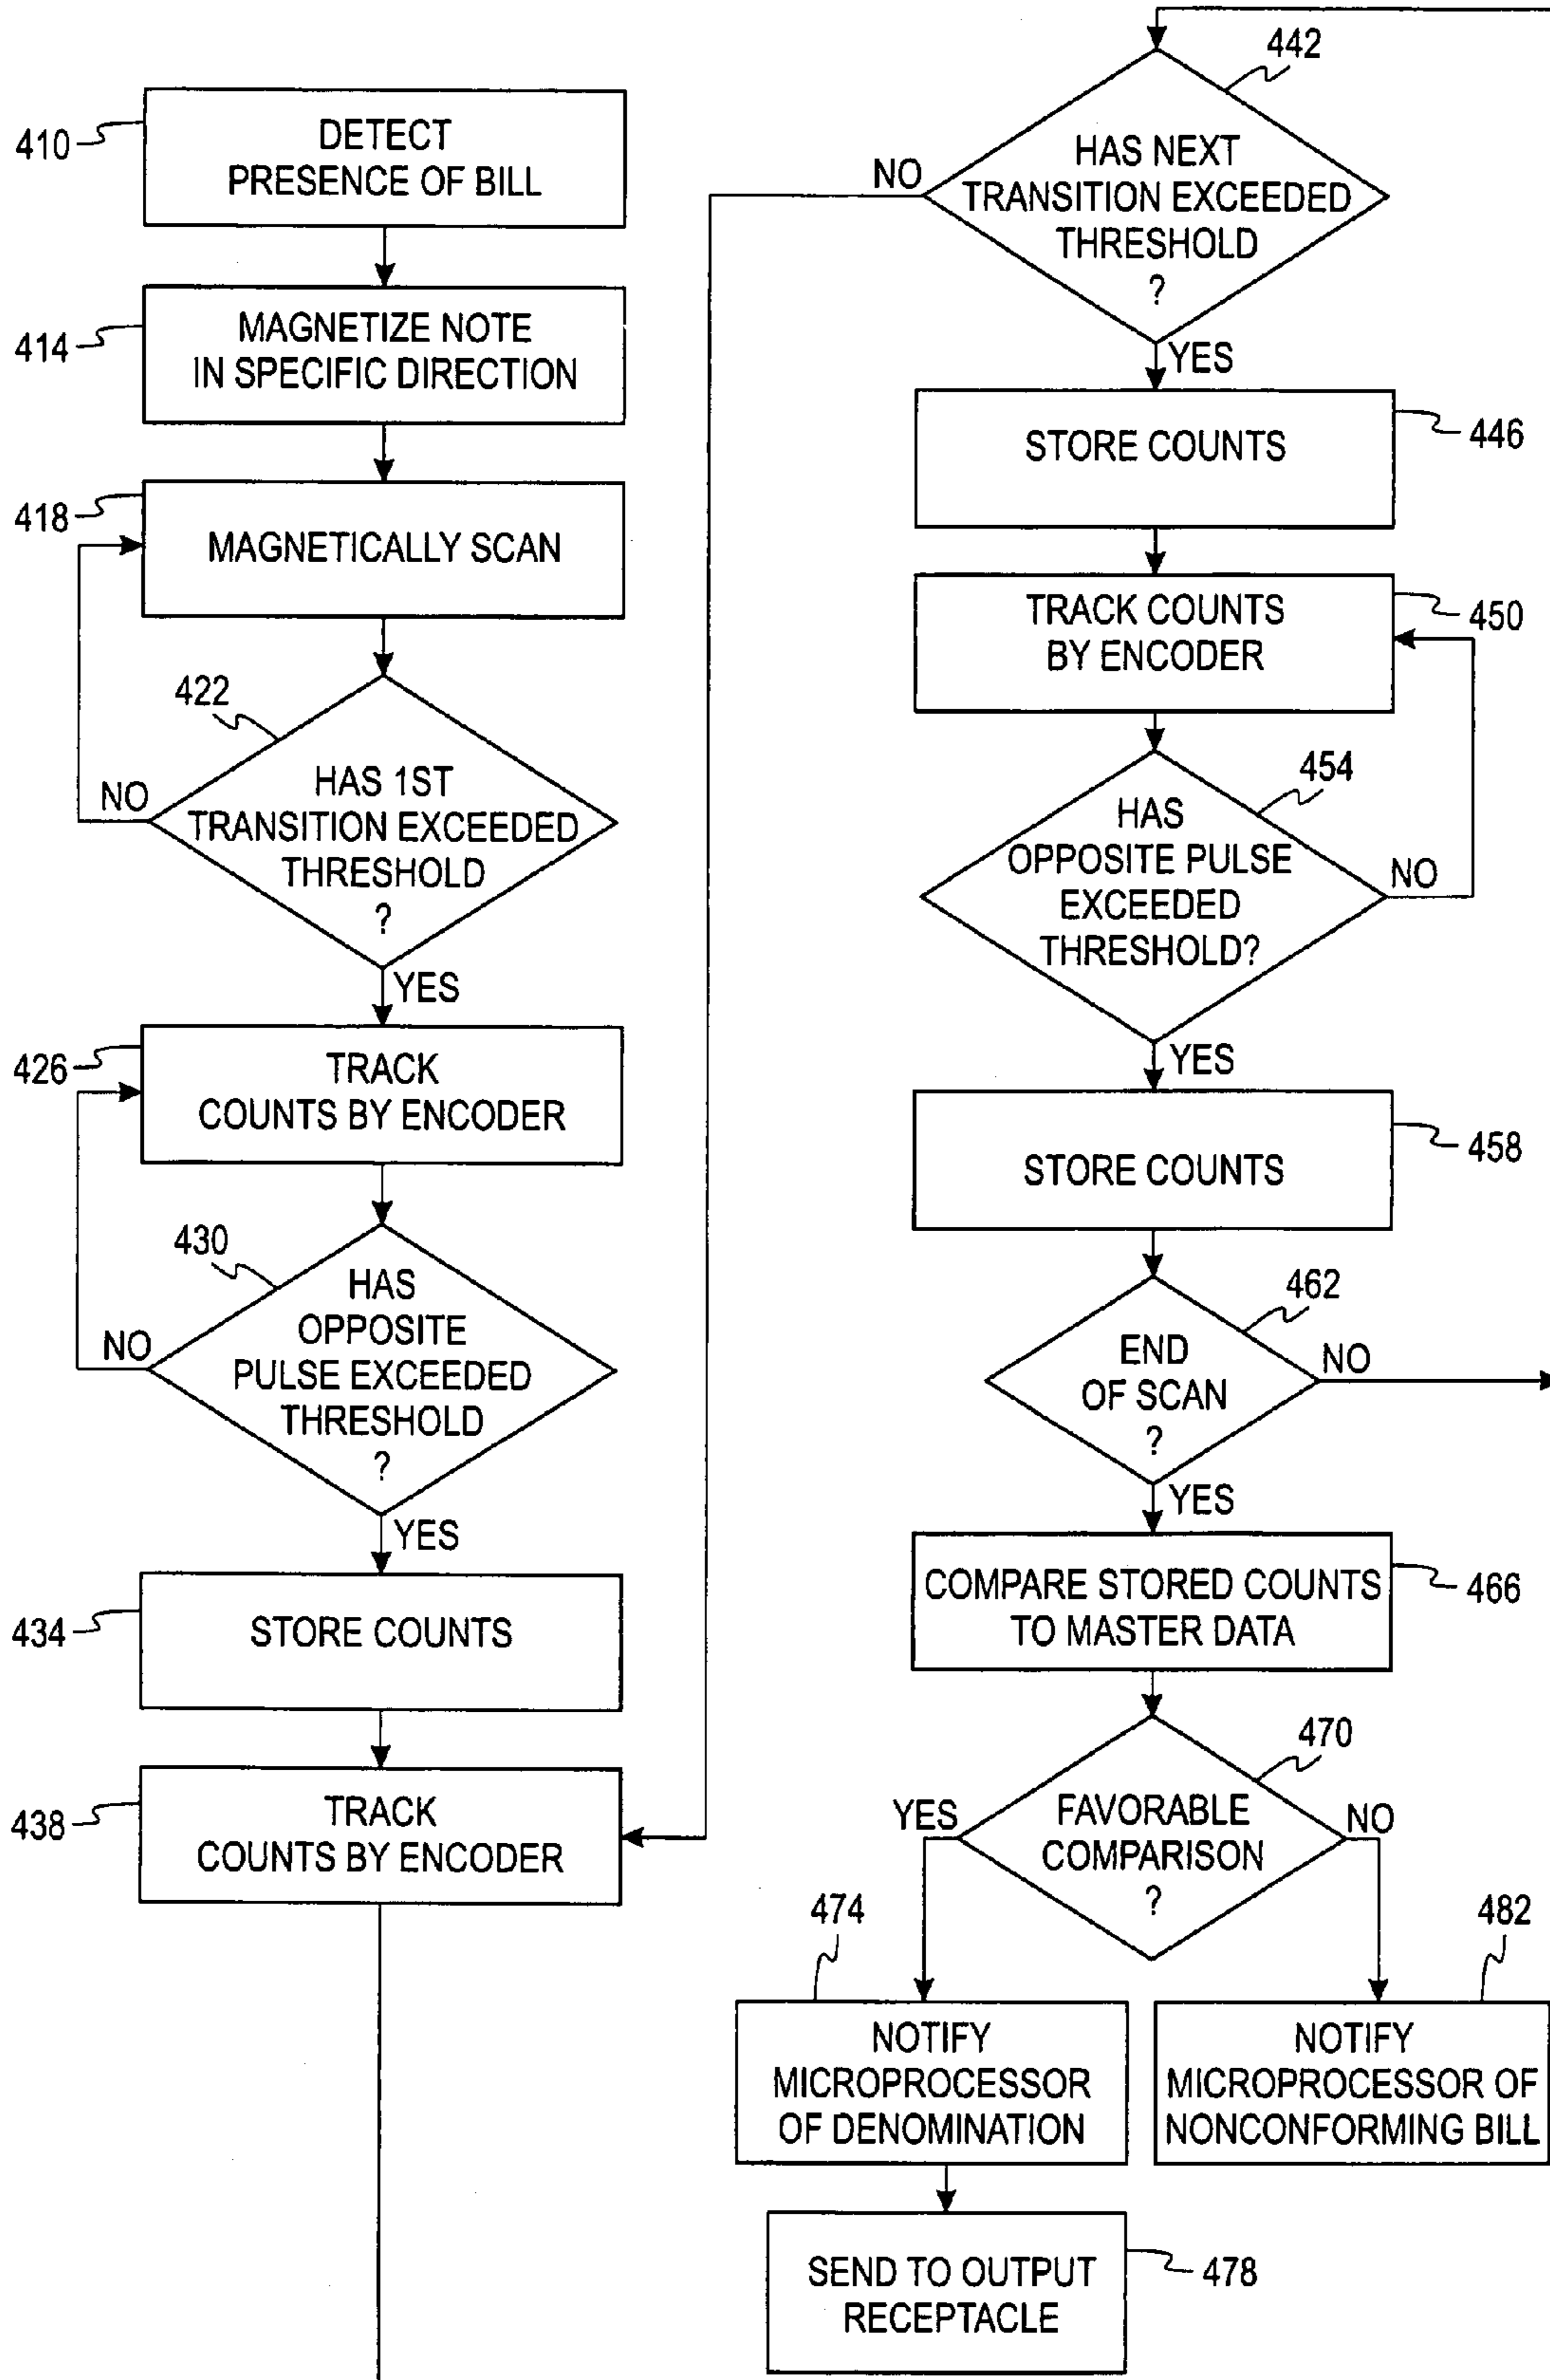 410
DETECT
PRESENCE OF BILL
414
MAGNETIZE NOTE
IN SPECIFIC DIRECTION
418
MAGNETICALLY SCAN
422
HAS 1ST
TRANSITION EXCEEDED
THRESHOLD
?
NO
YES
426
TRACK
COUNTS BY ENCODER
430
HAS
OPPOSITE
PULSE EXCEEDED
THRESHOLD
?
NO
YES
434
STORE COUNTS
438
TRACK
COUNTS BY ENCODER
442
HAS NEXT
TRANSITION EXCEEDED
THRESHOLD
?
NO
YES
446
STORE COUNTS
450
TRACK COUNTS
BY ENCODER
454
HAS
OPPOSITE PULSE
EXCEEDED
THRESHOLD?
NO
YES
458
STORE COUNTS
462
END
OF SCAN
?
NO
YES
466
COMPARE STORED COUNTS
TO MASTER DATA
470
FAVORABLE
COMPARISON
?
YES
NO
474
NOTIFY
MICROPROCESSOR
OF DENOMINATION
482
NOTIFY
MICROPROCESSOR OF
NONCONFORMING BILL
478
SEND TO OUTPUT
RECEPTACLE